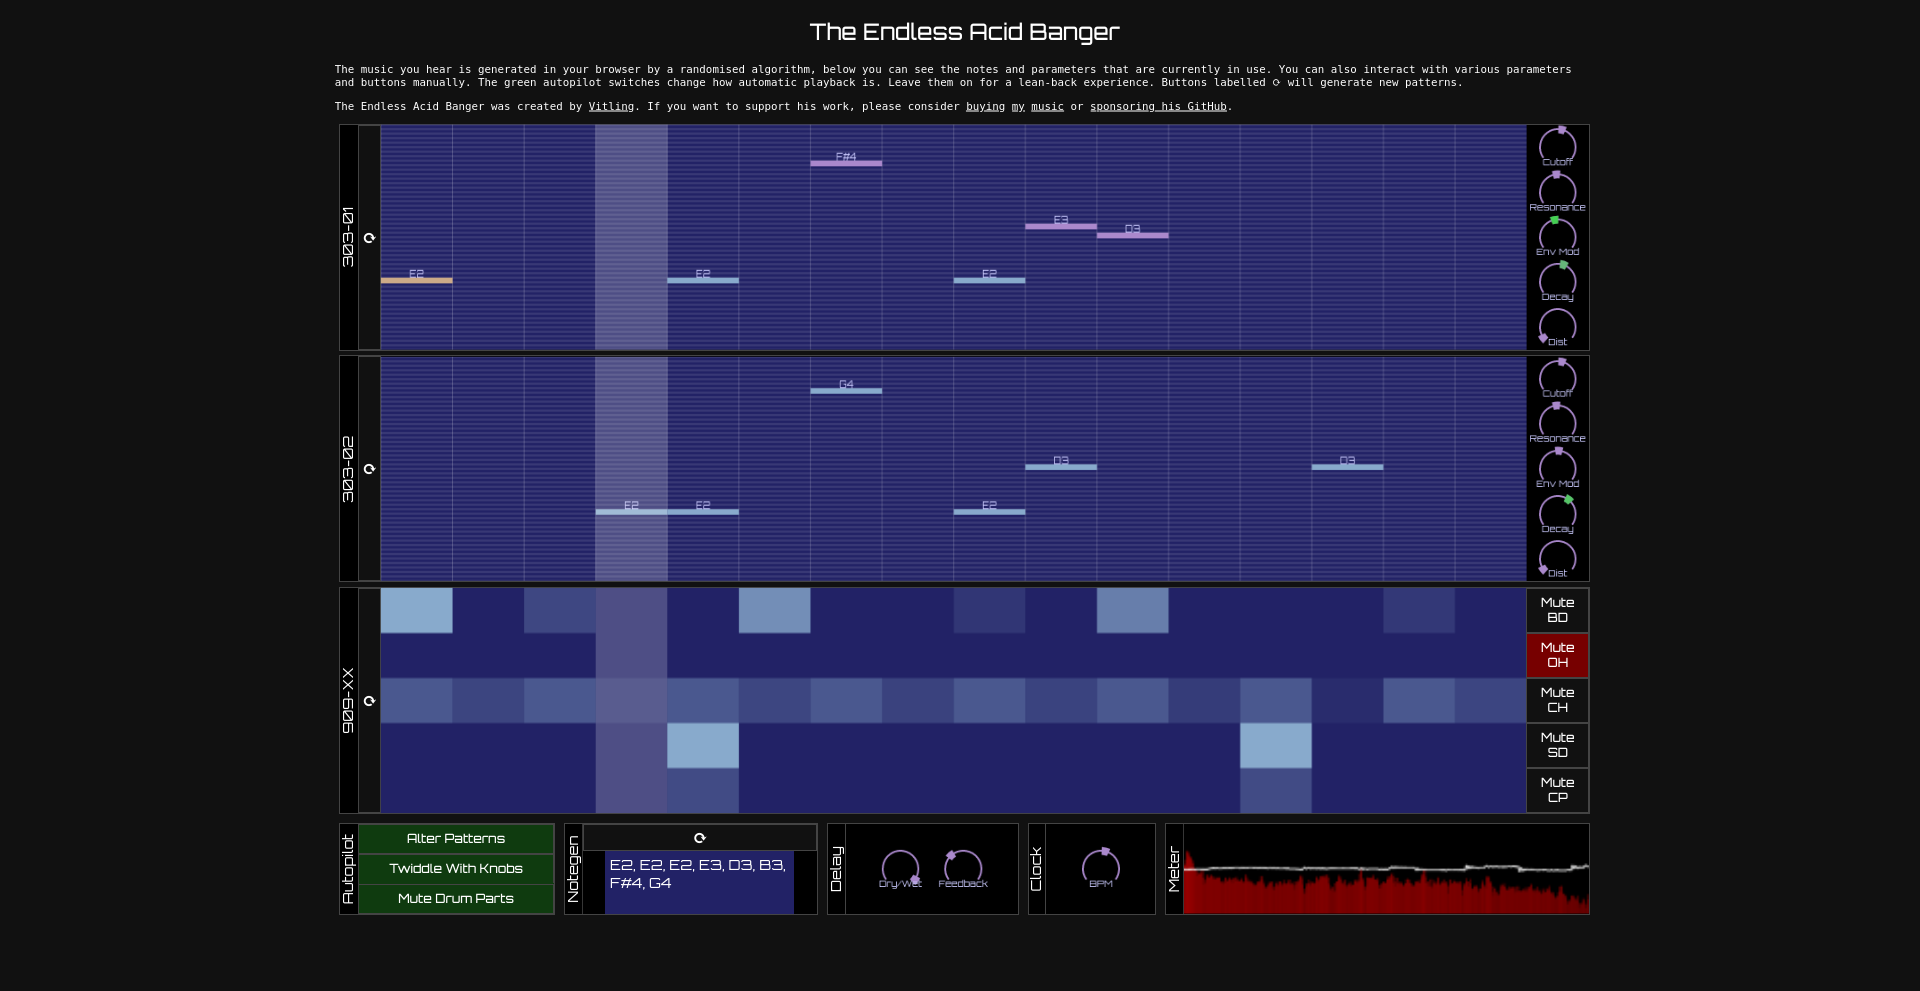 The Endless Acid Banger
The music you hear is generated in your browser by a randomised algorithm, below you can see the notes and parameters that are currently in use. You can also interact with various parameters
and buttons manually. The green autopilot switches change how automatic playback is. Leave them on for a lean-back experience. Buttons labelled ⟳ will generate new patterns.
The Endless Acid Banger was created by Vitling. If you want to support his work, please consider buying my music or sponsoring his GitHub.
303-01
⟳
F#4
E3
D3
E2
E2
E2
Cutoff
Resonance
Env Mod
Decay
Dist
303-02
⟳
G4
D3
D3
E2
E2
E2
Cutoff
Resonance
Env Mod
Decay
Dist
909-XX
⟳
Mute
BD
Mute
OH
Mute
CH
Mute
SD
Mute
CP
Autopilot
Alter Patterns
Twiddle With Knobs
Mute Drum Parts
Notegen
⟳
E2, E2, E2, E3, D3, B3,
F#4, G4
Delay
Dry/Wet
Feedback
Clock
BPM
Meter